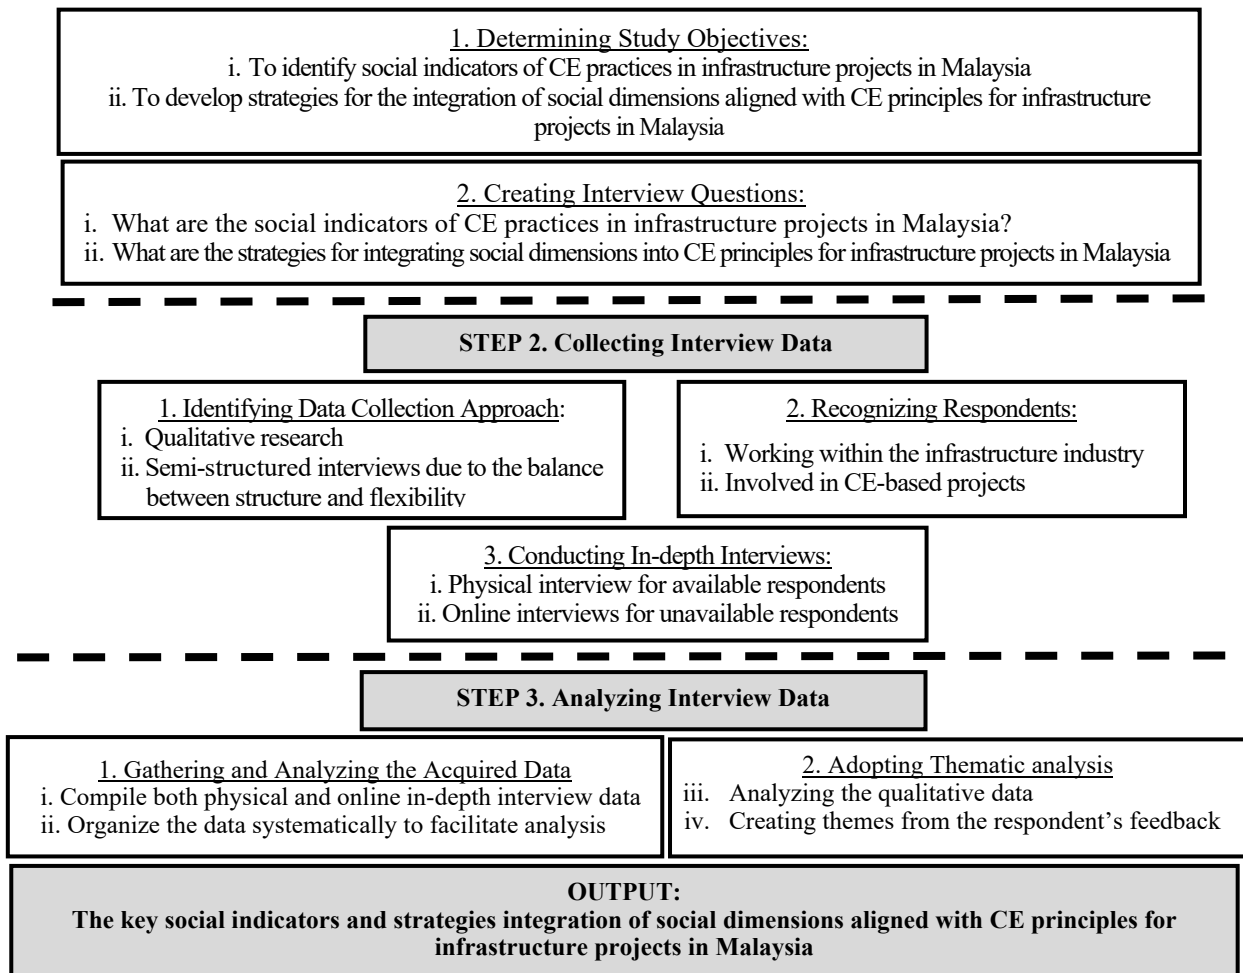 1. Determining Study Objectives:
i. To identify social indicators of CE practices in infrastructure projects in Malaysia
ii. To develop strategies for the integration of social dimensions aligned with CE principles for infrastructure
projects in Malaysia
2. Creating Interview Questions:
i. What are the social indicators of CE practices in infrastructure projects in Malaysia?
ii. What are the strategies for integrating social dimensions into CE principles for infrastructure projects in Malaysia
STEP 2. Collecting Interview Data
1. Identifying Data Collection Approach:
i. Qualitative research
ii. Semi-structured interviews due to the balance
between structure and flexibility
2. Recognizing Respondents:
i. Working within the infrastructure industry
ii. Involved in CE-based projects
3. Conducting In-depth Interviews:
i. Physical interview for available respondents
ii. Online interviews for unavailable respondents
STEP 3. Analyzing Interview Data
1. Gathering and Analyzing the Acquired Data
i. Compile both physical and online in-depth interview data
ii. Organize the data systematically to facilitate analysis
2. Adopting Thematic analysis
iii. Analyzing the qualitative data
iv. Creating themes from the respondent’s feedback
OUTPUT:
The key social indicators and strategies integration of social dimensions aligned with CE principles for
infrastructure projects in Malaysia